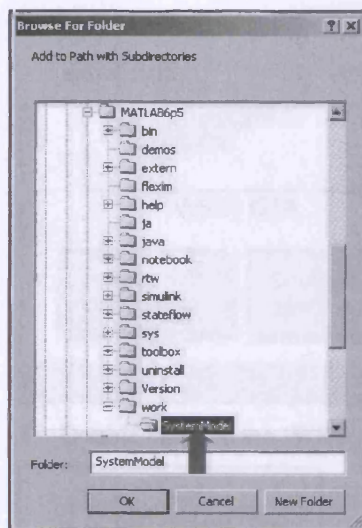 Browse For Folder
Add to Path with Subdirectories
MATLAB6p5
bin
demos
extern
flexim
help
ja
java
notebook
rtw
simulink
stateflow
sys
toolbox
uninstall
Version
work
SystemModel
Folder: SystemModel
OK Cancel New Folder